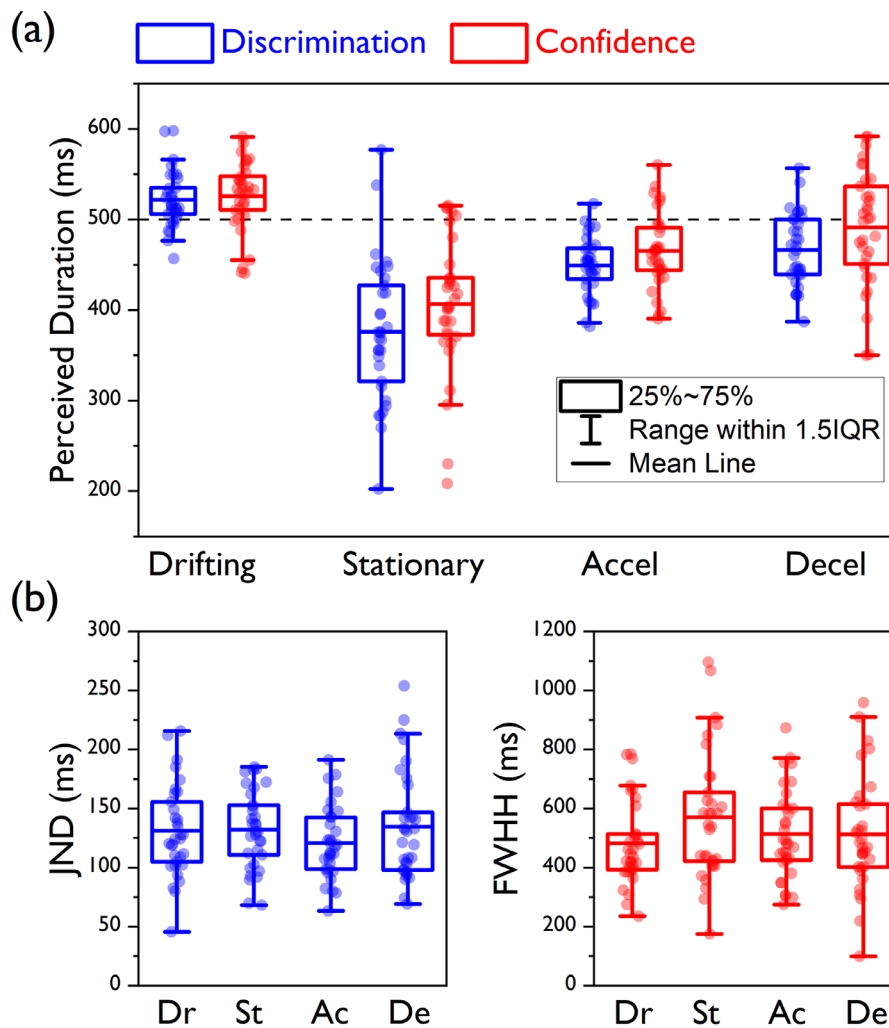 (a)
Discrimination Confidence
Perceived Duration (ms)
600
500
400
300
200
25%~75%
Range within 1.5IQR
Mean Line
Drifting Stationary Accel Decel
(b)
JND (ms)
300
250
200
150
100
50
0
Dr St Ac De
FWHH (ms)
1200
1000
800
600
400
200
0
Dr St Ac De